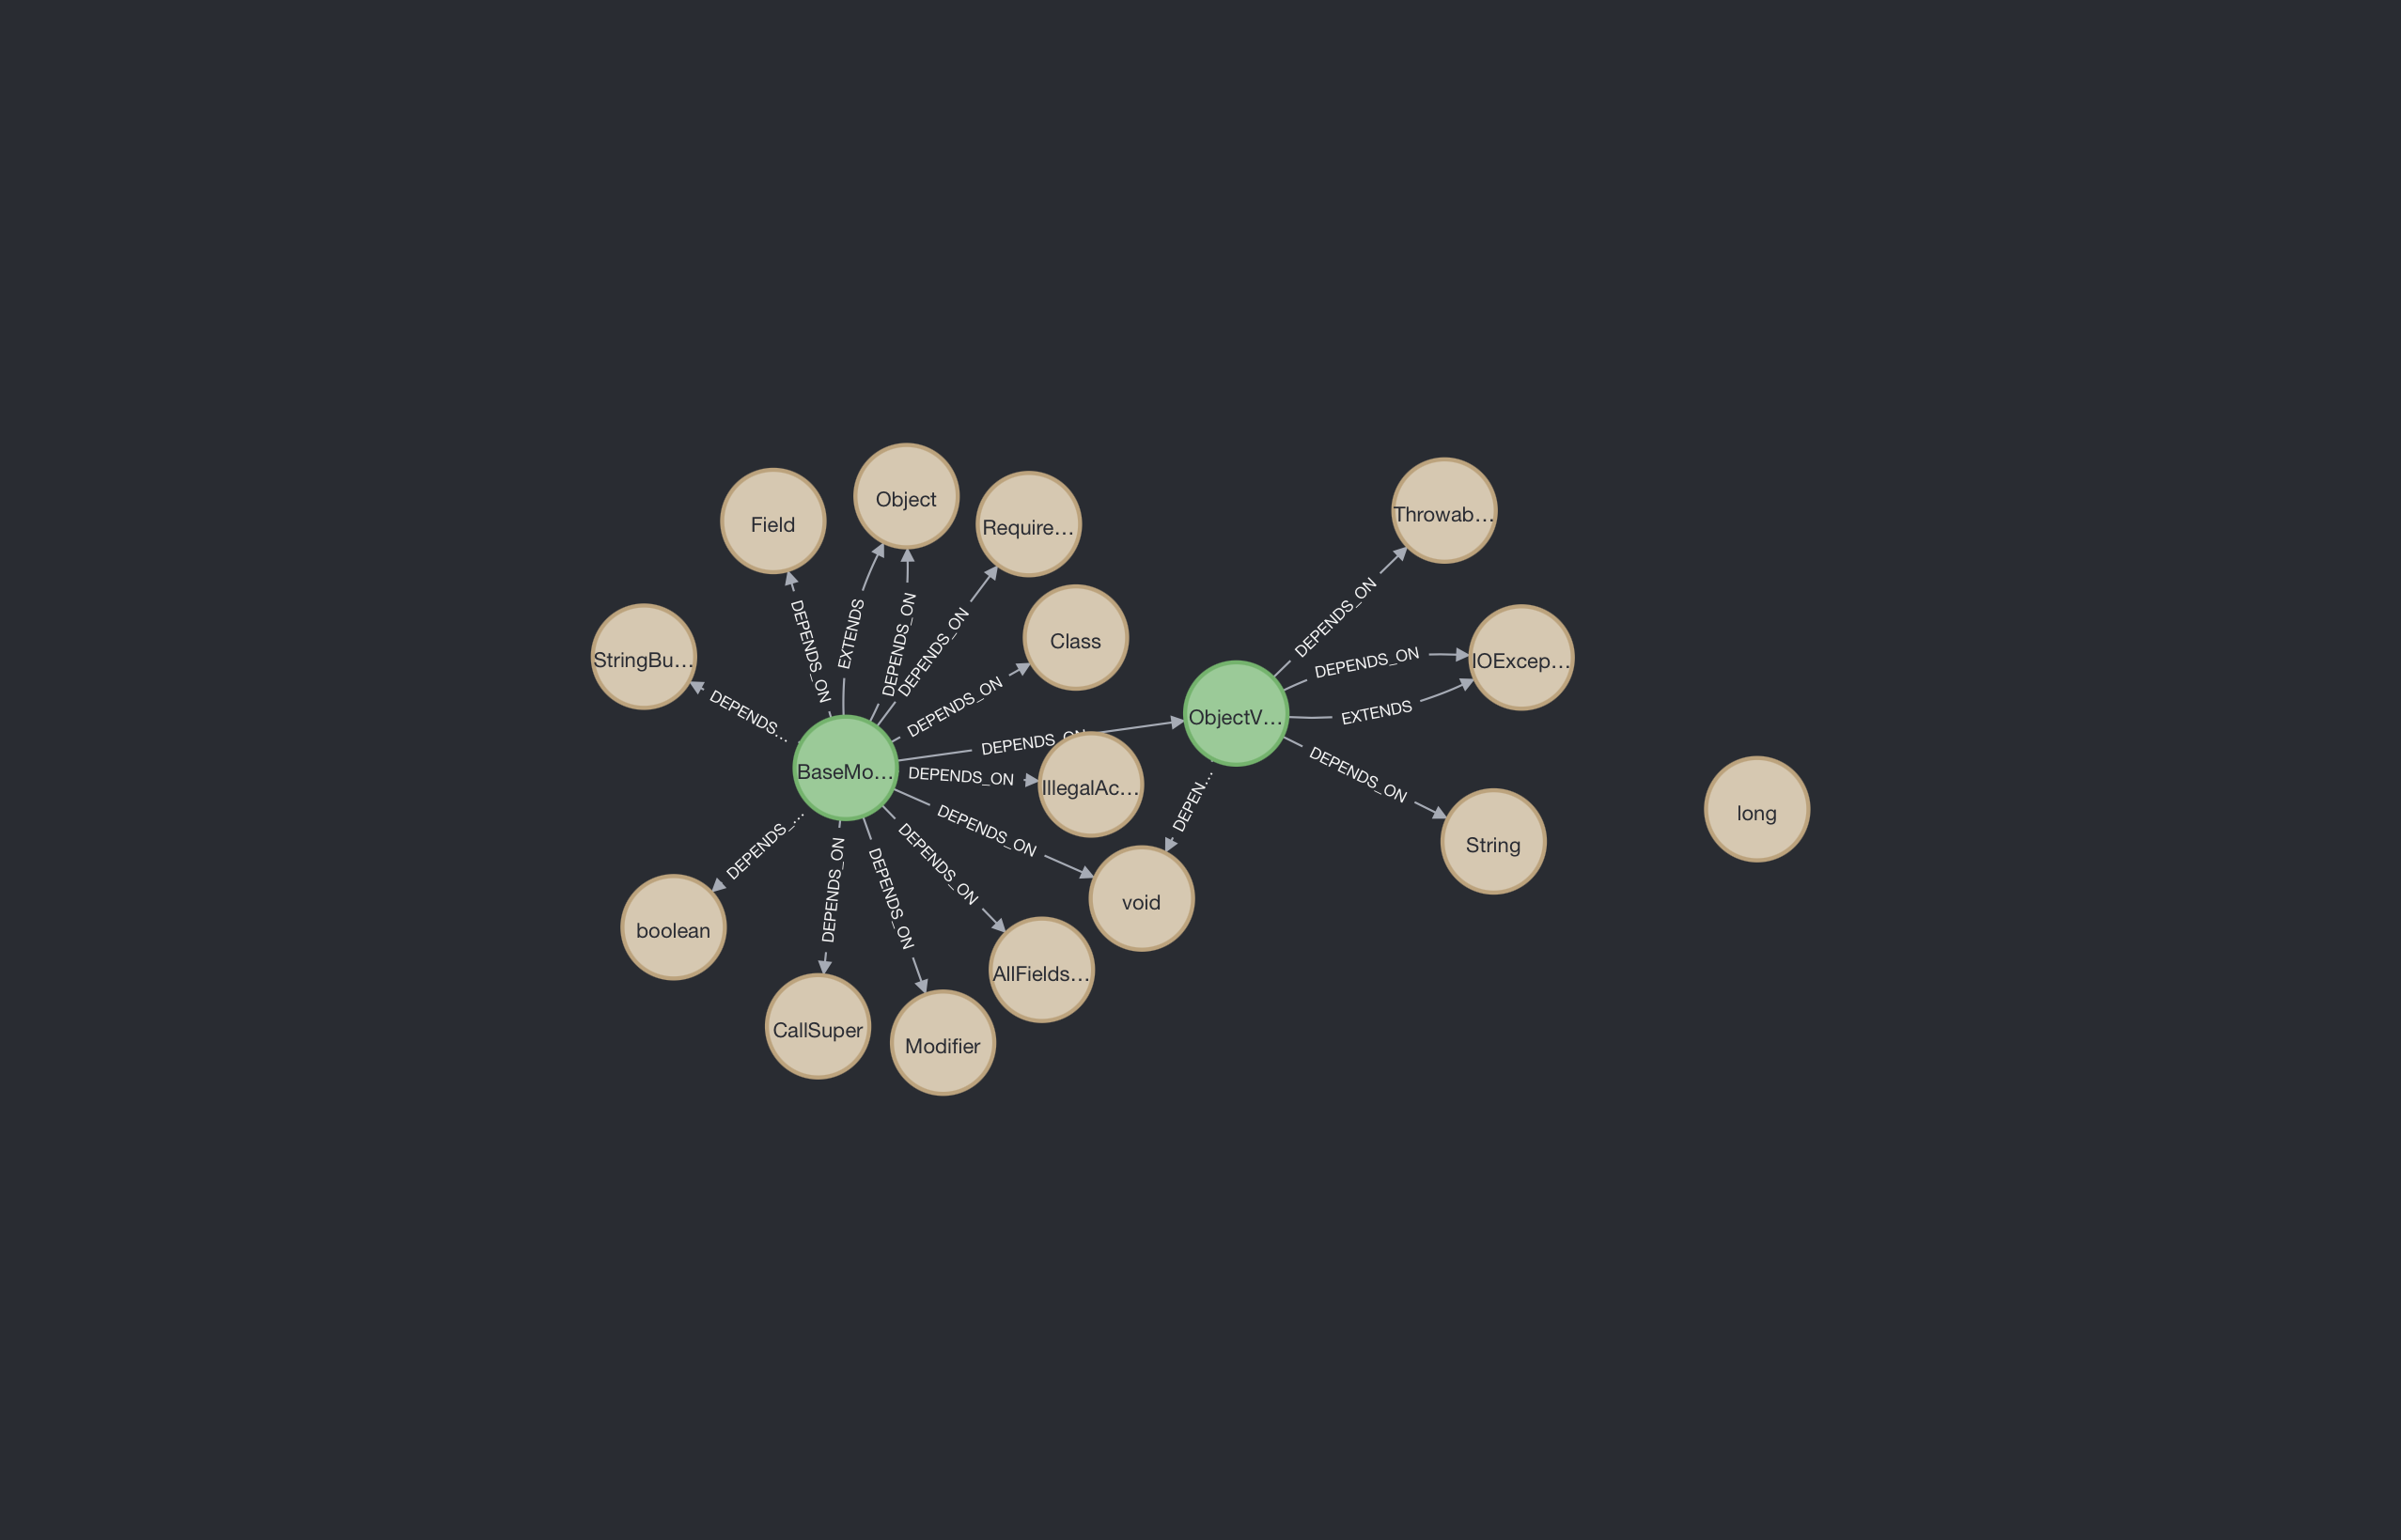 Object
Throwab...
Field
Require...
EXTENDS
DEPENDS_ON
DEPENDS_ON
DEPENDS_ON
DEPENDS_ON
Class
StringBu...
DEPENDS_ON
IOExcep...
DEPENDS...
DEPENDS_ON
EXTENDS
ObjectV...
DEPENDS_ON
BaseMo...
DEPENDS_ON
IllegalAc...
DEPENDS_ON
DEPEN...
long
DEPENDS_...
DEPENDS_ON
DEPENDS_ON
String
DEPENDS_ON
DEPENDS_ON
void
boolean
AllFields...
CallSuper
Modifier
DEPENDS_ON